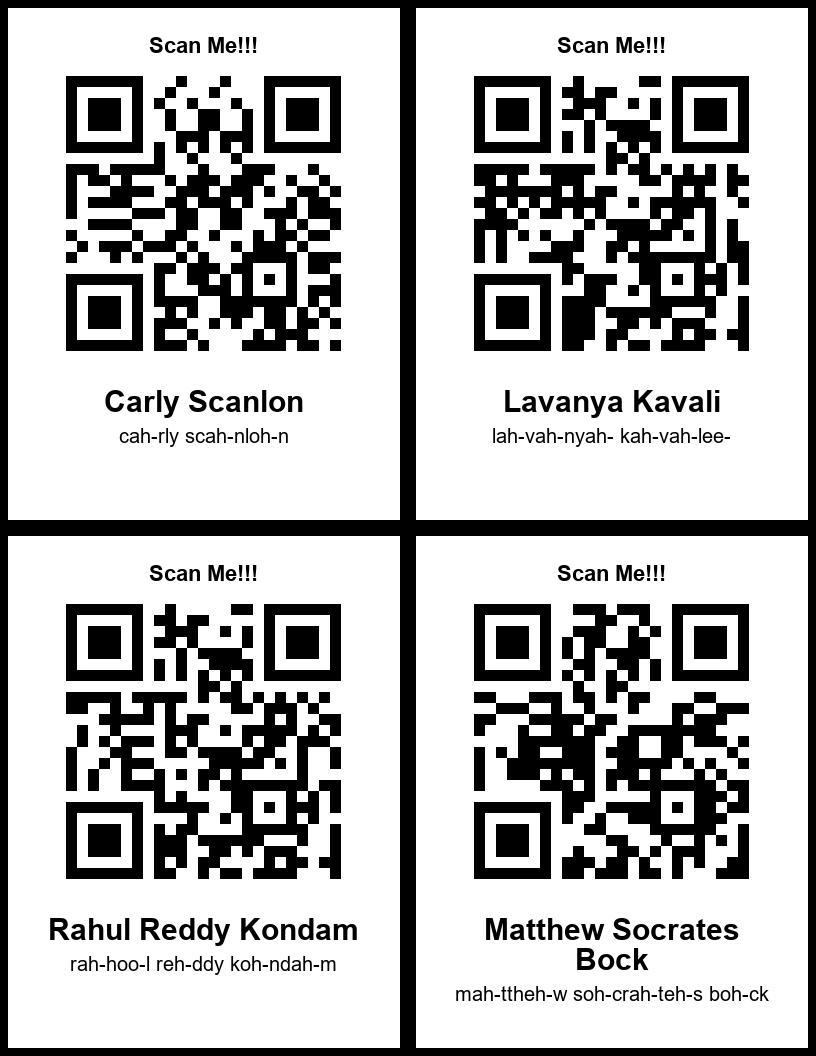 Scan Me!!!
Carly Scanlon
cah-rly scah-nloh-n
Scan Me!!!
Lavanya Kavali
lah-vah-nyah- kah-vah-lee-
Scan Me!!!
Rahul Reddy Kondam
rah-hoo-l reh-ddy koh-ndah-m
Scan Me!!!
Matthew Socrates
Bock
mah-ttheh-w soh-crah-teh-s boh-ck